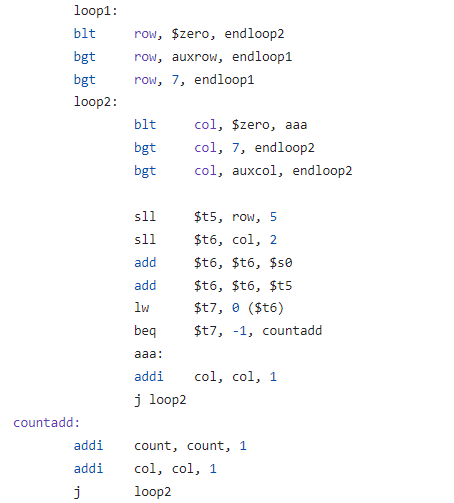 loop1:
blt row, $zero, endloop2
bgt row, auxrow, endloop1
bgt row, 7, endloop1
loop2:
blt col, $zero, aaa
bgt col, 7, endloop2
bgt col, auxcol, endloop2
sll $t5, row, 5
sll $t6, col, 2
add $t6, $t6, $s0
add $t6, $t6, $t5
lw $t7, 0 ($t6)
beq $t7, -1, countadd
aaa:
addi col, col, 1
j loop2
countadd:
addi count, count, 1
addi col, col, 1
j loop2